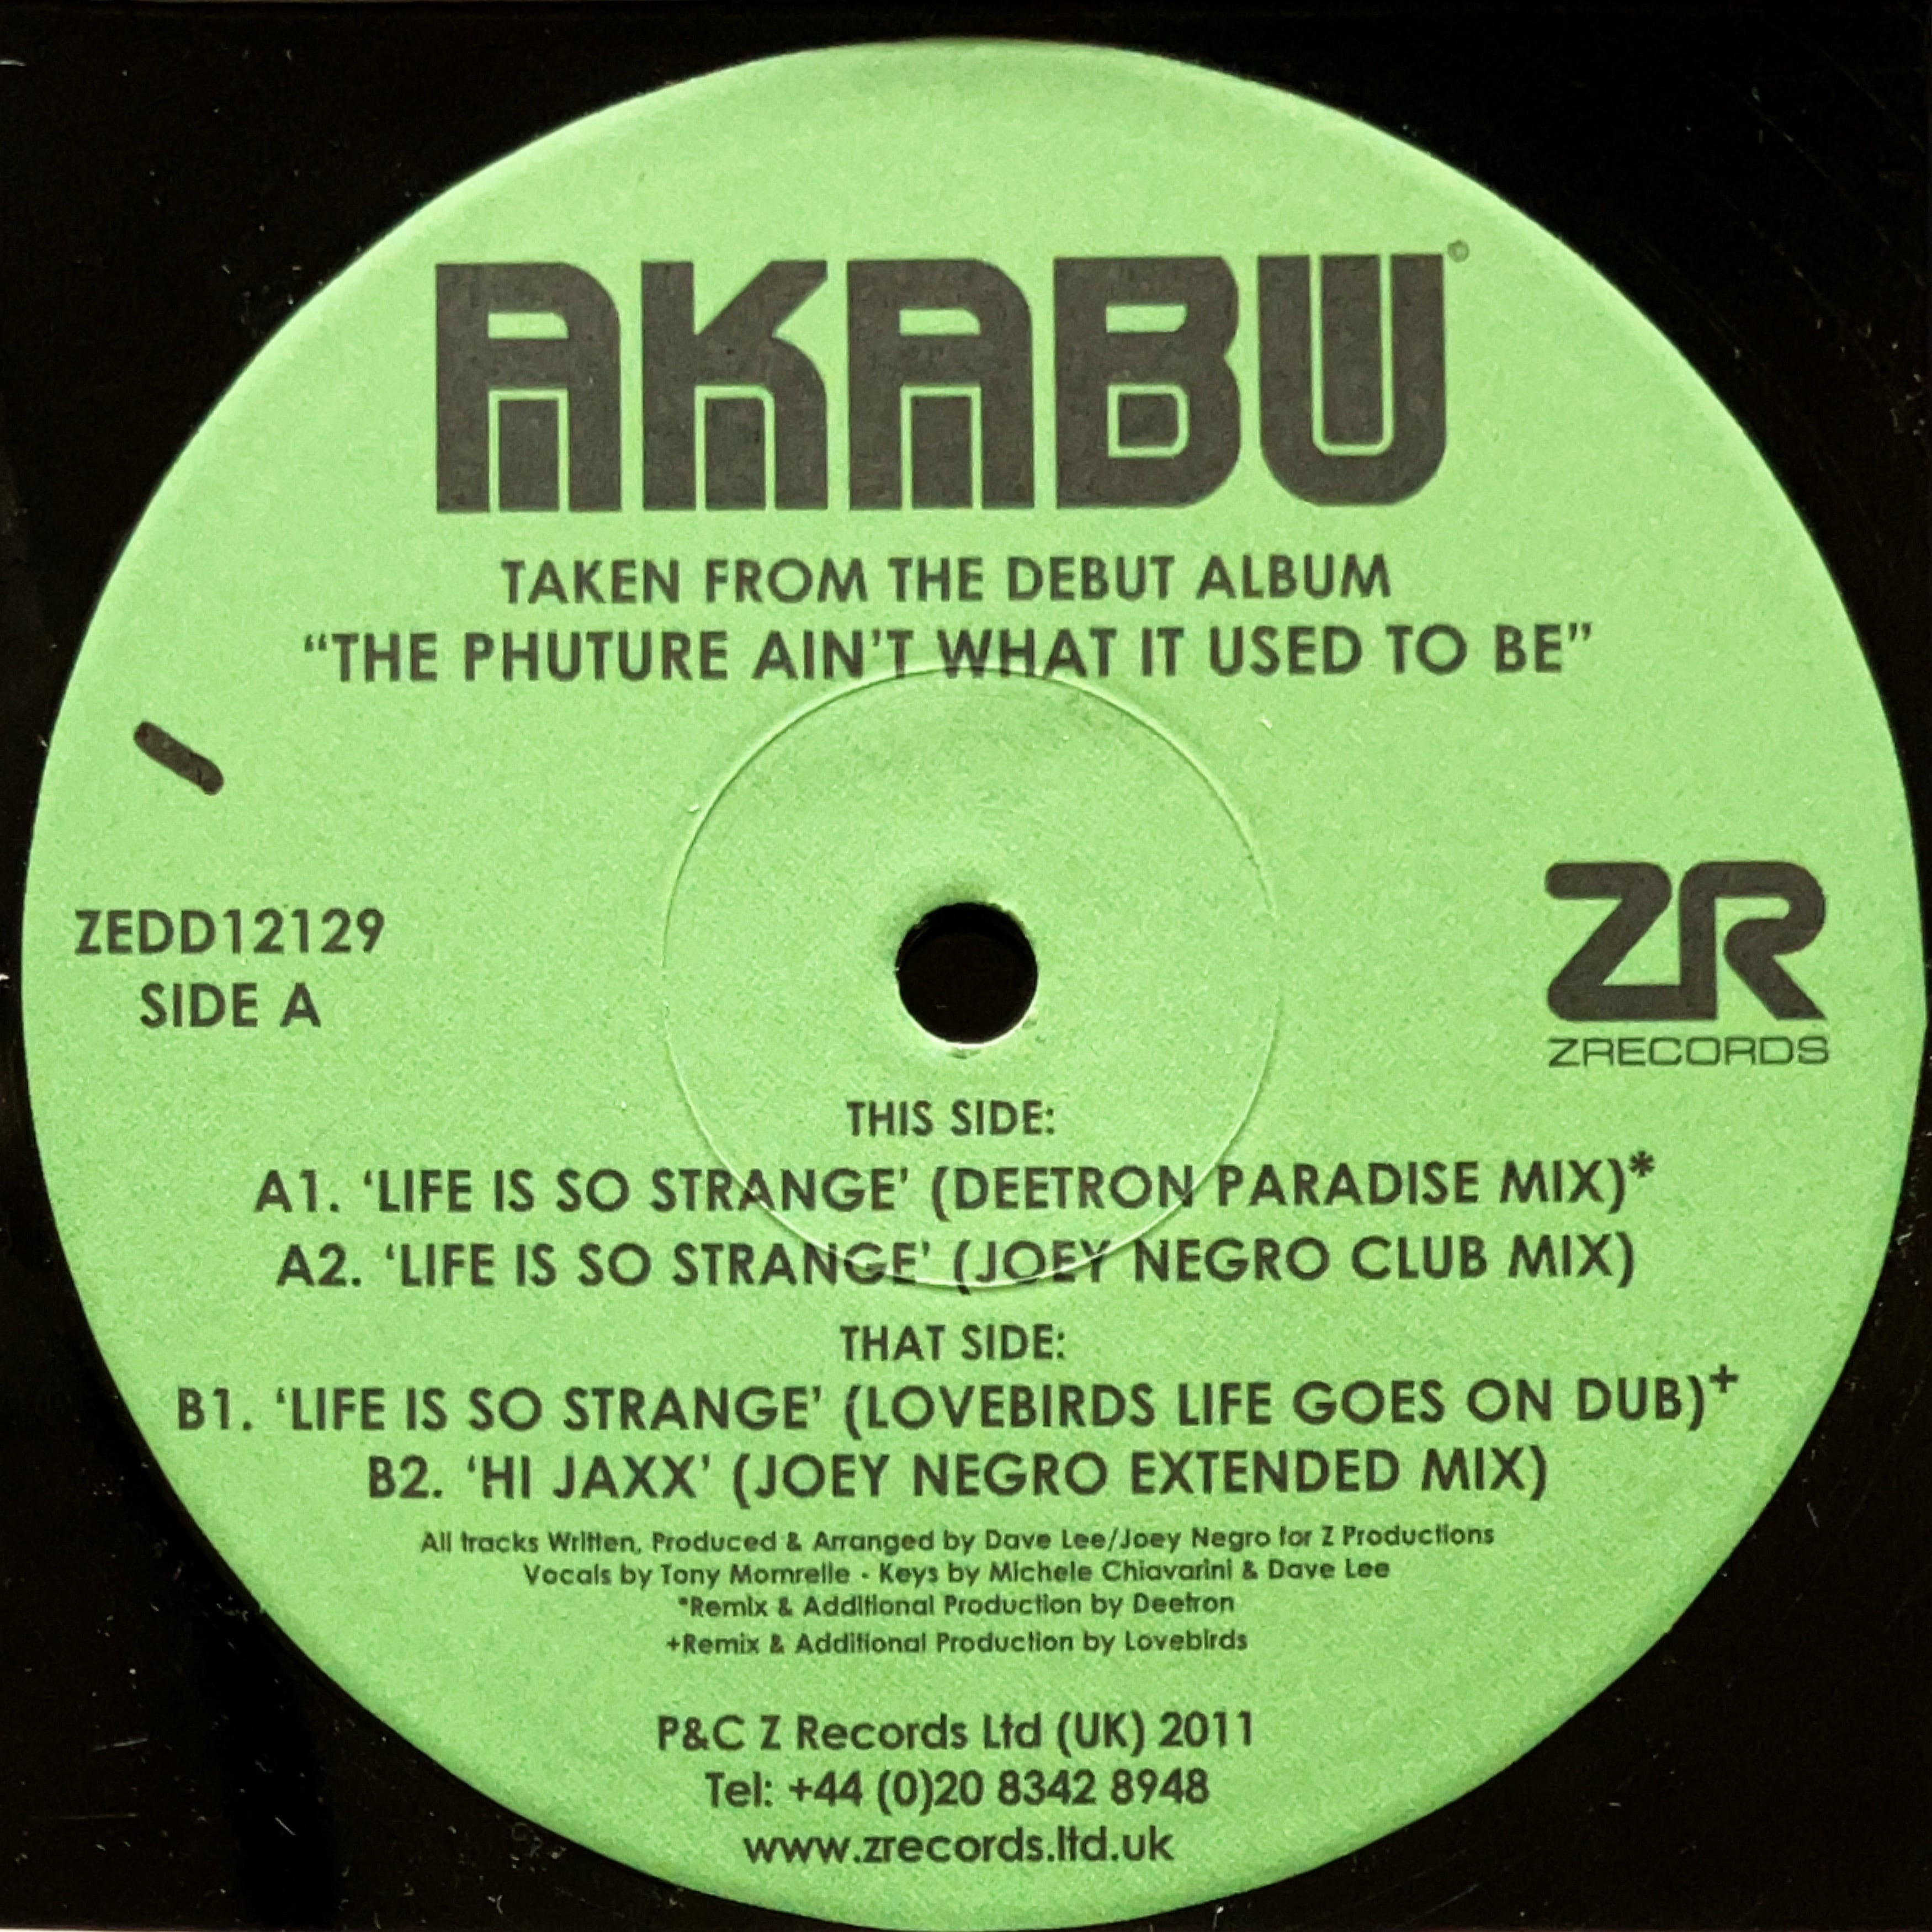 AKABU©
TAKEN FROM THE DEBUT ALBUM
“THE PHUTURE AIN’T WHAT IT USED TO BE”
ZEDD12129
SIDE A
ZR
ZRECORDS
THIS SIDE:
A1. ‘LIFE IS SO STRANGE’ (DEETRON PARADISE MIX)*
A2. ‘LIFE IS SO STRANGE’ (JOEY NEGRO CLUB MIX)
THAT SIDE:
B1. ‘LIFE IS SO STRANGE’ (LOVEBIRDS LIFE GOES ON DUB)+
B2. ‘HI JAXX’ (JOEY NEGRO EXTENDED MIX)
All tracks Written, Produced & Arranged by Dave Lee/Joey Negro for Z Productions
Vocals by Tony Momrelle - Keys by Michele Chiavarini & Dave Lee
*Remix & Additional Production by Deetron
+Remix & Additional Production by Lovebirds
P&C Z Records Ltd (UK) 2011
Tel: +44 (0)20 8342 8948
www.zrecords.ltd.uk